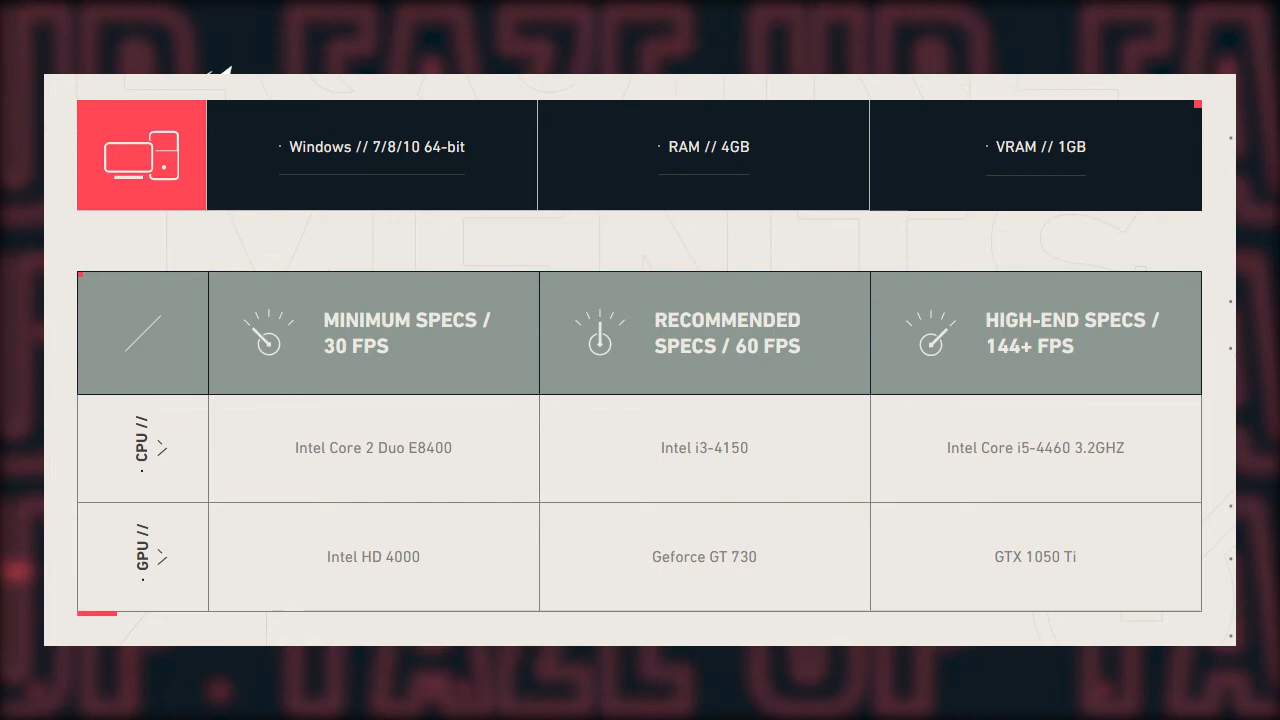 · Windows // 7/8/10 64-bit
· RAM // 4GB
· VRAM // 1GB
MINIMUM SPECS /
30 FPS
RECOMMENDED
SPECS / 60 FPS
HIGH-END SPECS /
144+ FPS
· CPU //
Intel Core 2 Duo E8400
Intel i3-4150
Intel Core i5-4460 3.2GHZ
· GPU //
Intel HD 4000
Geforce GT 730
GTX 1050 Ti